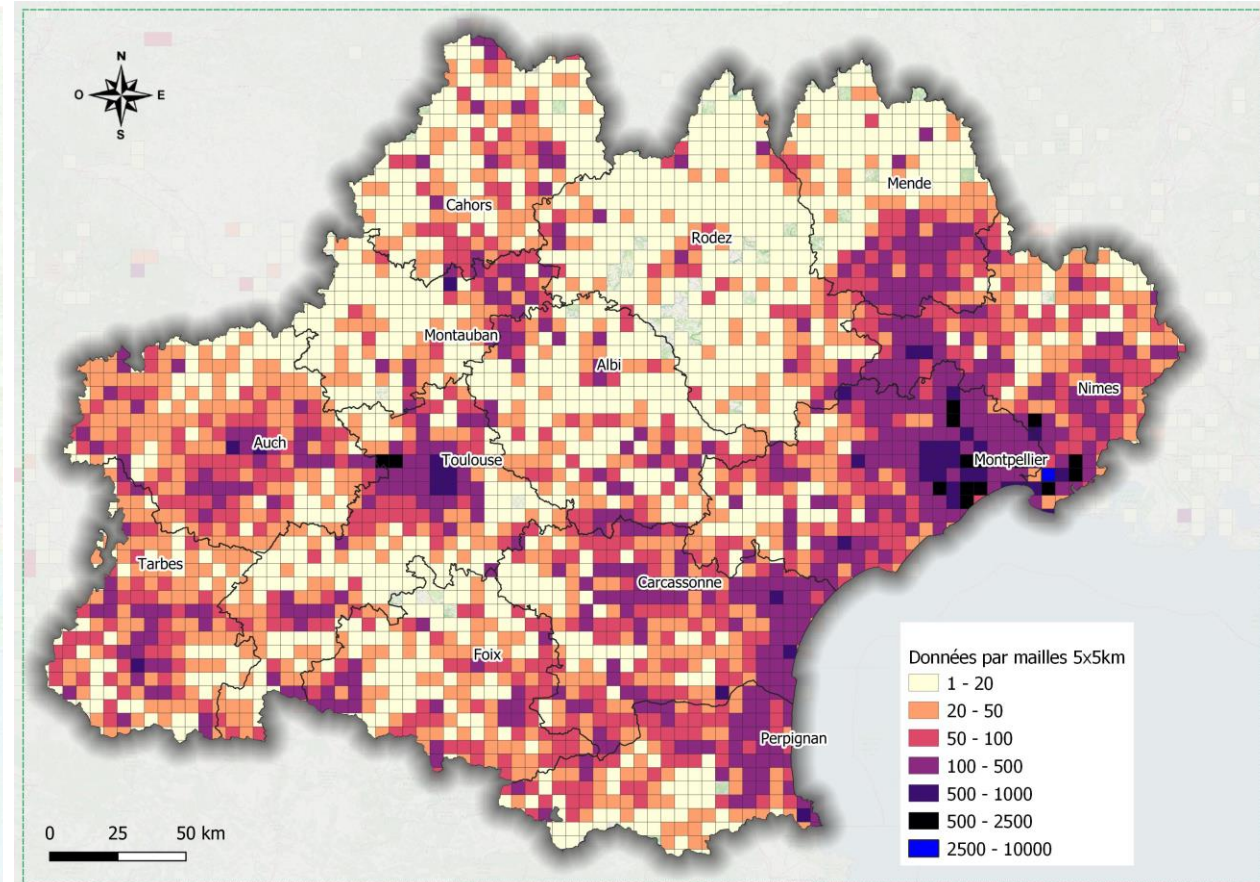 N
O E
S
Mende
Cahors
Rodez
Montauban
Albi
Nimes
Auch
Toulouse
Montpellier
Tarbes
Carcassonne
Foix
Perpignan
Données par mailles 5x5km
1 - 20
20 - 50
50 - 100
100 - 500
500 - 1000
500 - 2500
2500 - 10000
0 25 50 km